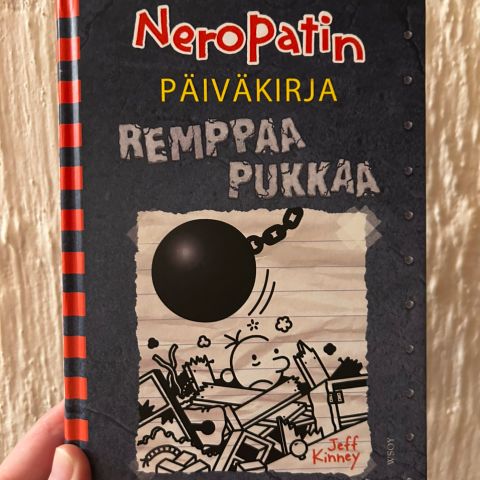 NeroPatin
PÄIVÄKIRJA
REMPPAA
PUKKAA
Jeff
Kinney
WSOY